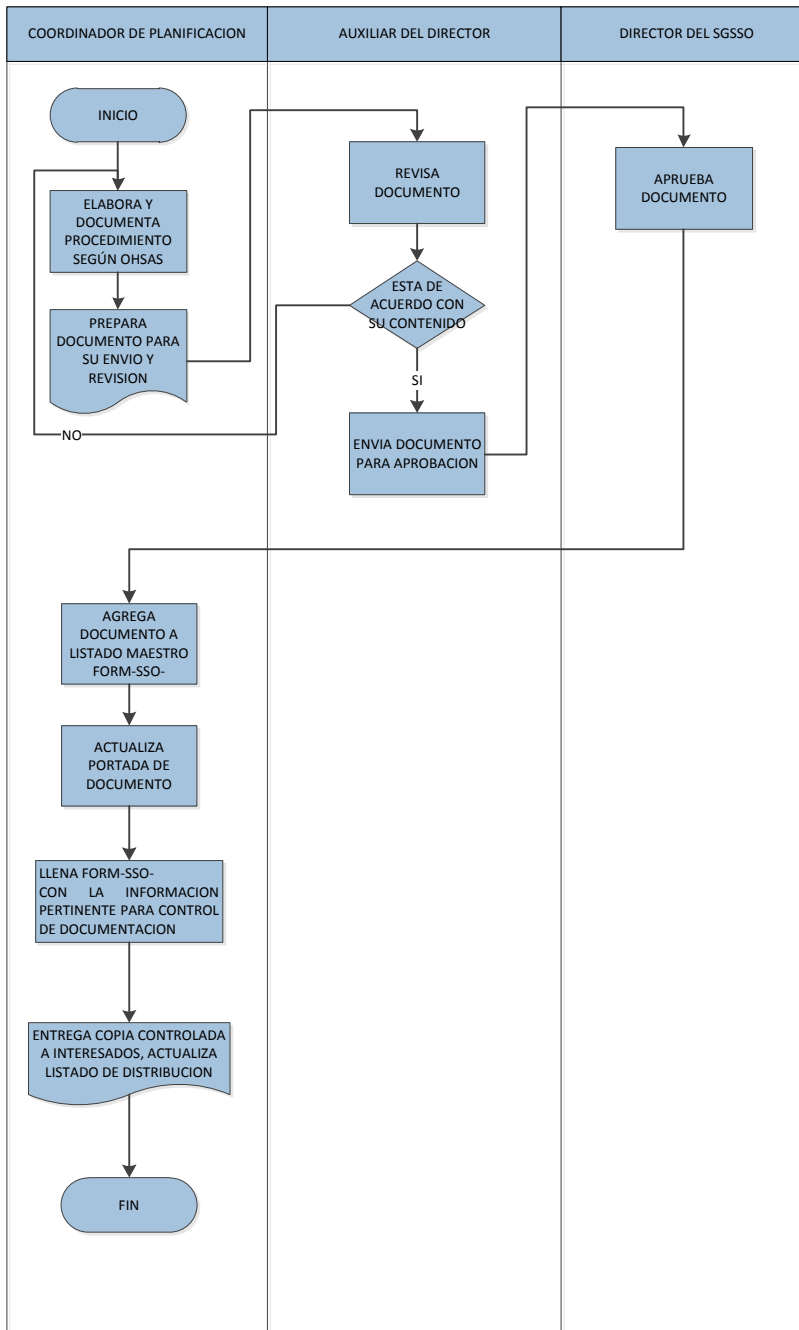 COORDINADOR DE PLANIFICACION
AUXILIAR DEL DIRECTOR
DIRECTOR DEL SGSSO
INICIO
ELABORA Y
DOCUMENTA
PROCEDIMIENTO
SEGÚN OHSAS
PREPARA
DOCUMENTO PARA
SU ENVIO Y
REVISION
NO
REVISA
DOCUMENTO
ESTA DE
ACUERDO CON
SU CONTENIDO
SI
ENVIA DOCUMENTO
PARA APROBACION
APRUEBA
DOCUMENTO
AGREGA
DOCUMENTO A
LISTADO MAESTRO
FORM-SSO-
ACTUALIZA
PORTADA DE
DOCUMENTO
LLENA FORM-SSO-
CON LA INFORMACION
PERTINENTE PARA CONTROL
DE DOCUMENTACION
ENTREGA COPIA CONTROLADA
A INTERESADOS, ACTUALIZA
LISTADO DE DISTRIBUCION
FIN